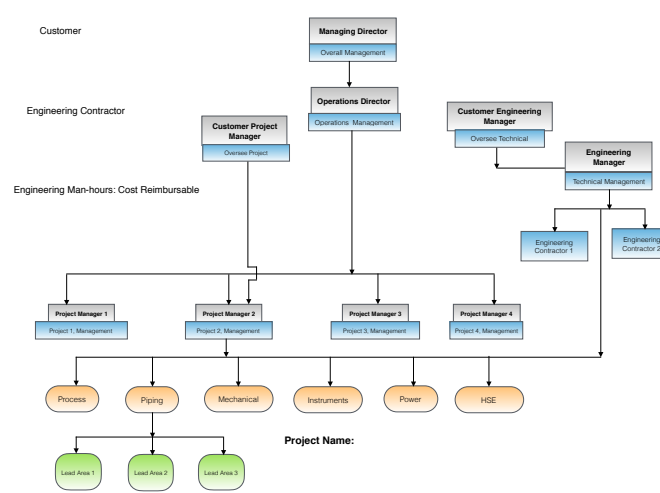 Customer
Managing Director
Overall Management
Engineering Contractor
Operations Director
Operations Management
Customer Project
Manager
Oversee Project
Customer Engineering
Manager
Oversee Technical
Engineering
Manager
Technical Management
Engineering Man-hours: Cost Reimbursable
Engineering
Contractor 1
Engineering
Contractor 2
Project Manager 1
Project 1, Management
Project Manager 2
Project 2, Management
Project Manager 3
Project 3, Management
Project Manager 4
Project 4, Management
Process
Piping
Mechanical
Instruments
Power
HSE
Project Name:
Lead Area 1
Lead Area 2
Lead Area 3